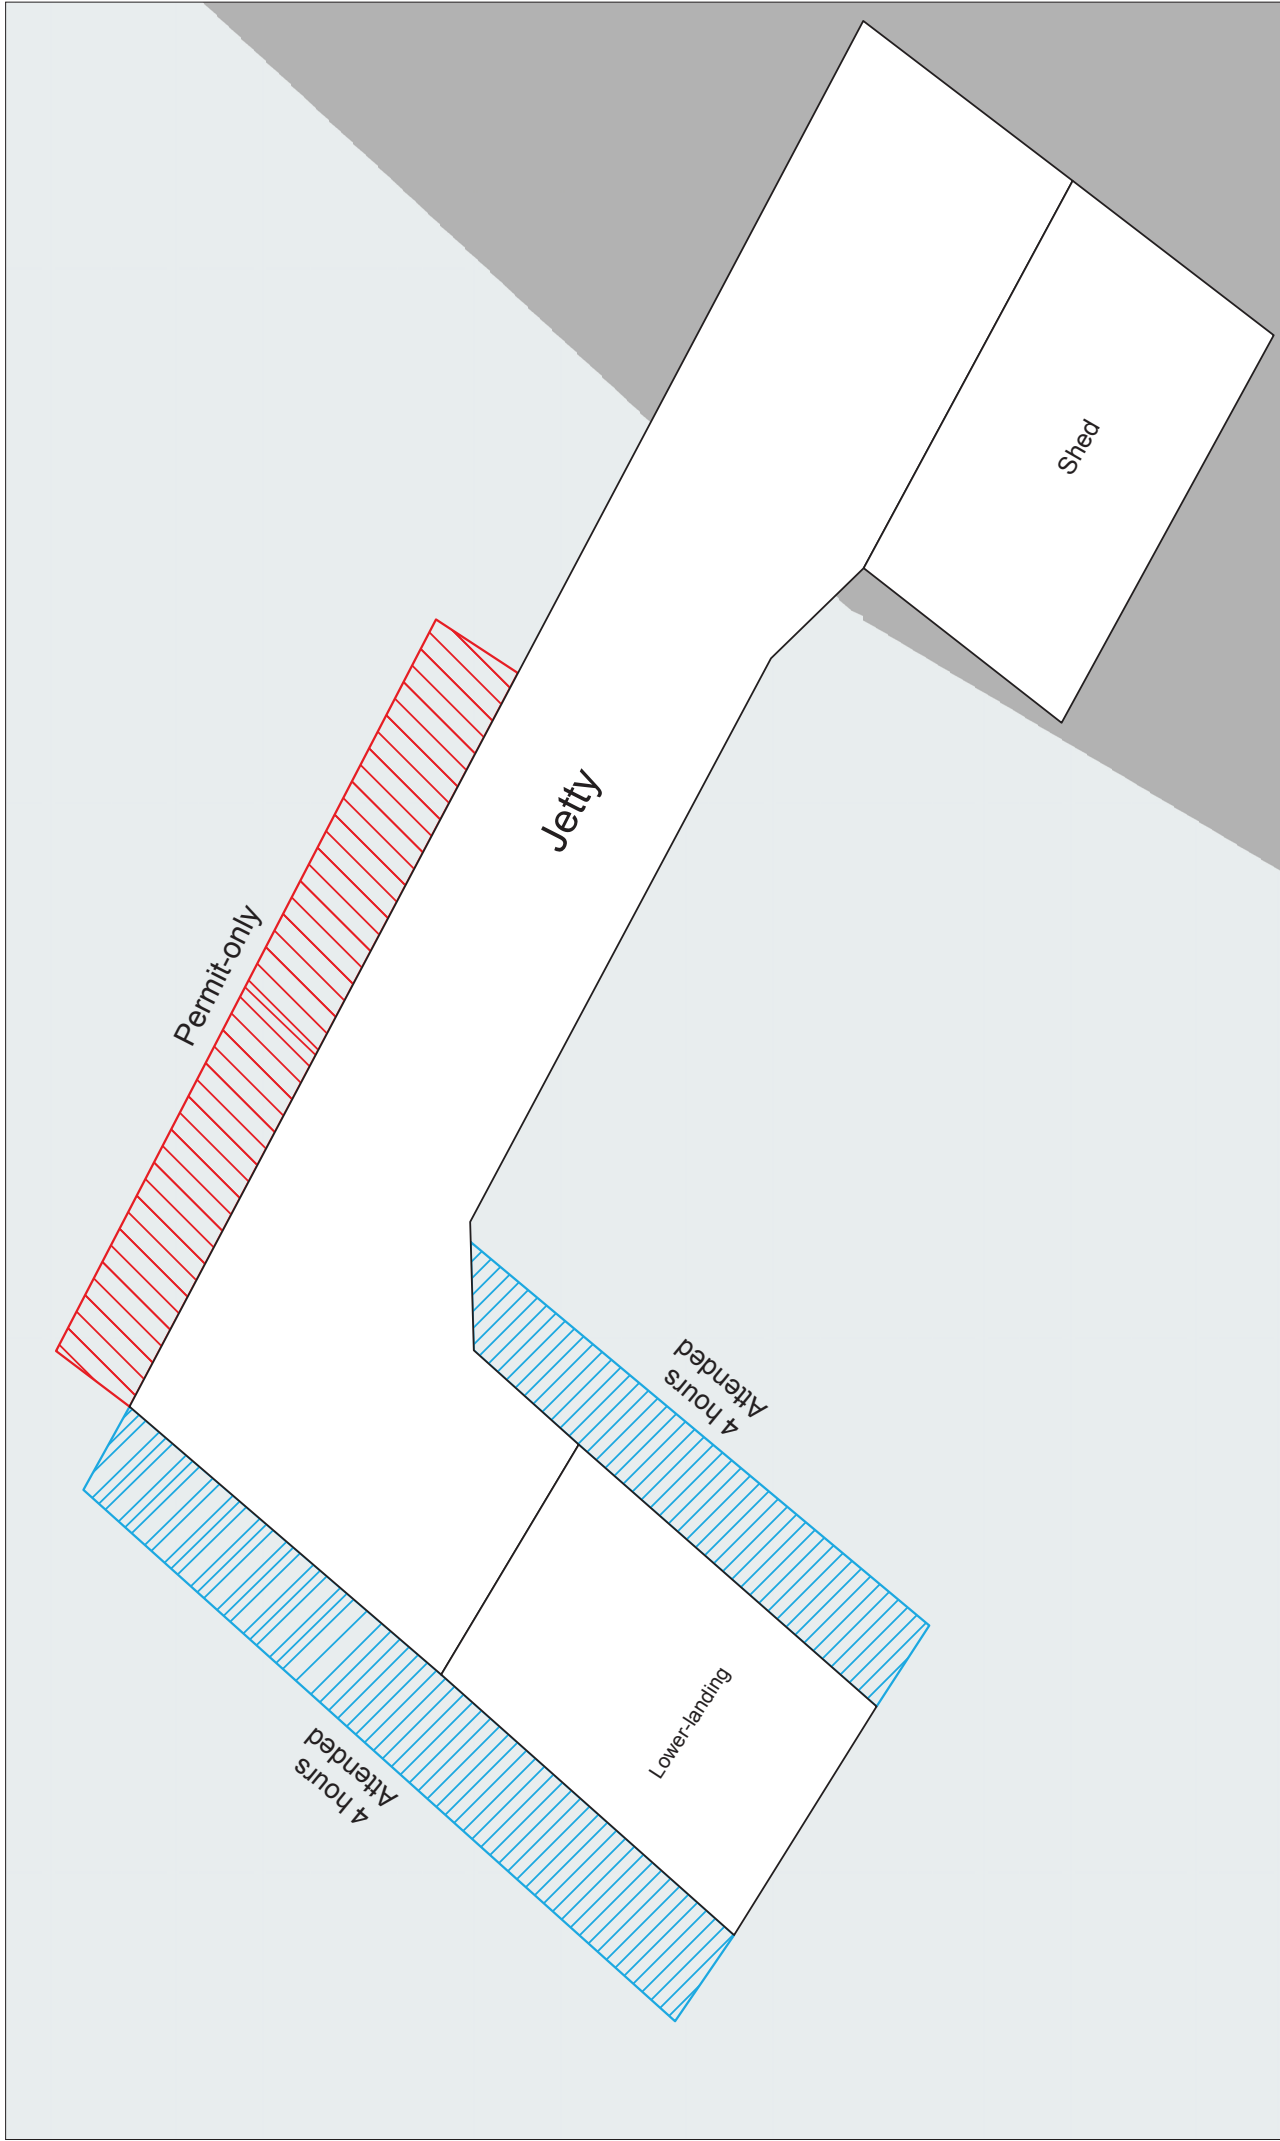 Shed
Jetty
Permit-only
4 hours
Attended
Lower-landing
4 hours
Attended